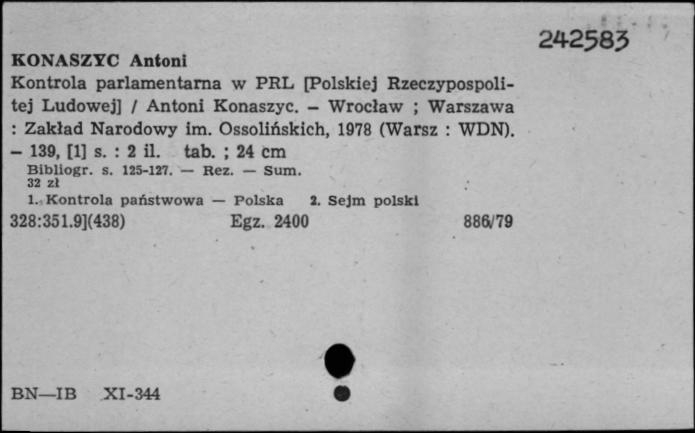 242583
KONASZYC Antoni
Kontrola parlamentarna w PRL [Polskiej Rzeczypospoli-
tej Ludowej] / Antoni Konaszyc. – Wrocław ; Warszawa
: Zakład Narodowy im. Ossolińskich, 1978 (Warsz : WDN).
– 139, [1] s. : 2 il. tab. ; 24 cm
Bibliogr. s. 125-127. — Rez. — Sum.
32 zł
1. Kontrola państwowa — Polska 2. Sejm polski
328:351.9](438) Egz. 2400 886/79
BN—IB XI-344